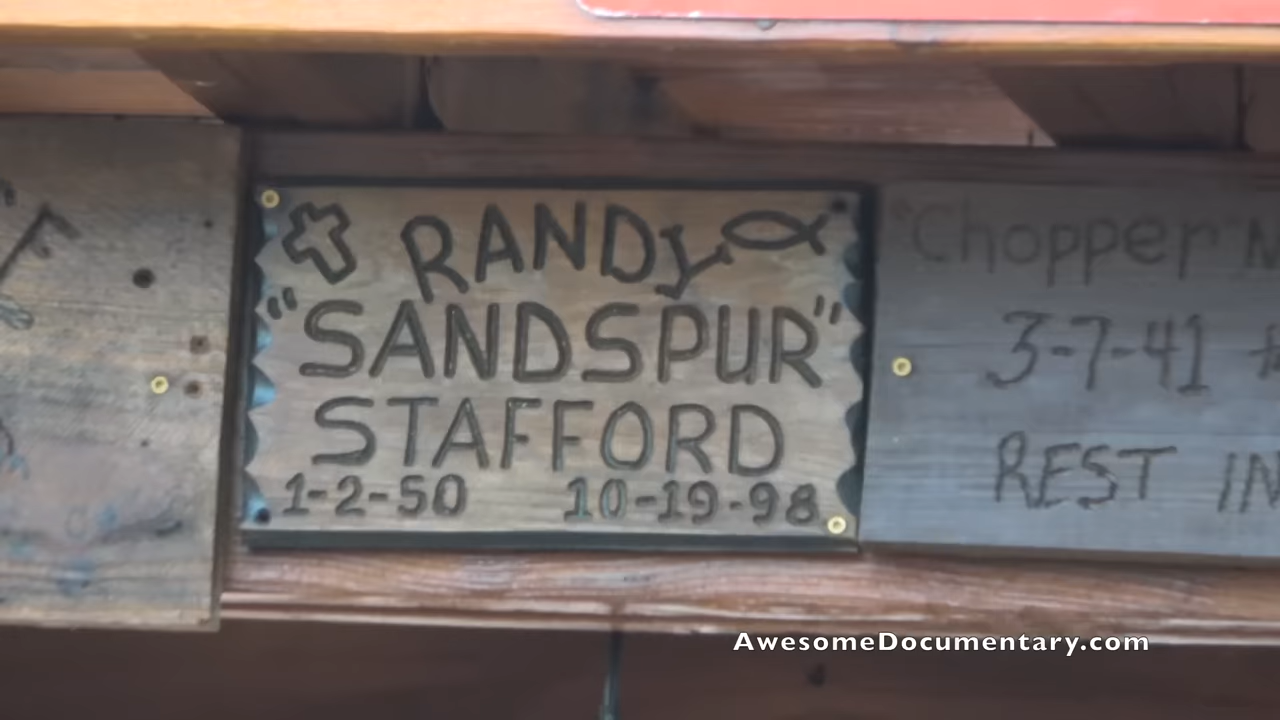 RANDY
"SANDSPUR"
STAFFORD
1-2-50 10-19-98
"Chopper"
3-7-41
REST IN
AwesomeDocumentary.com